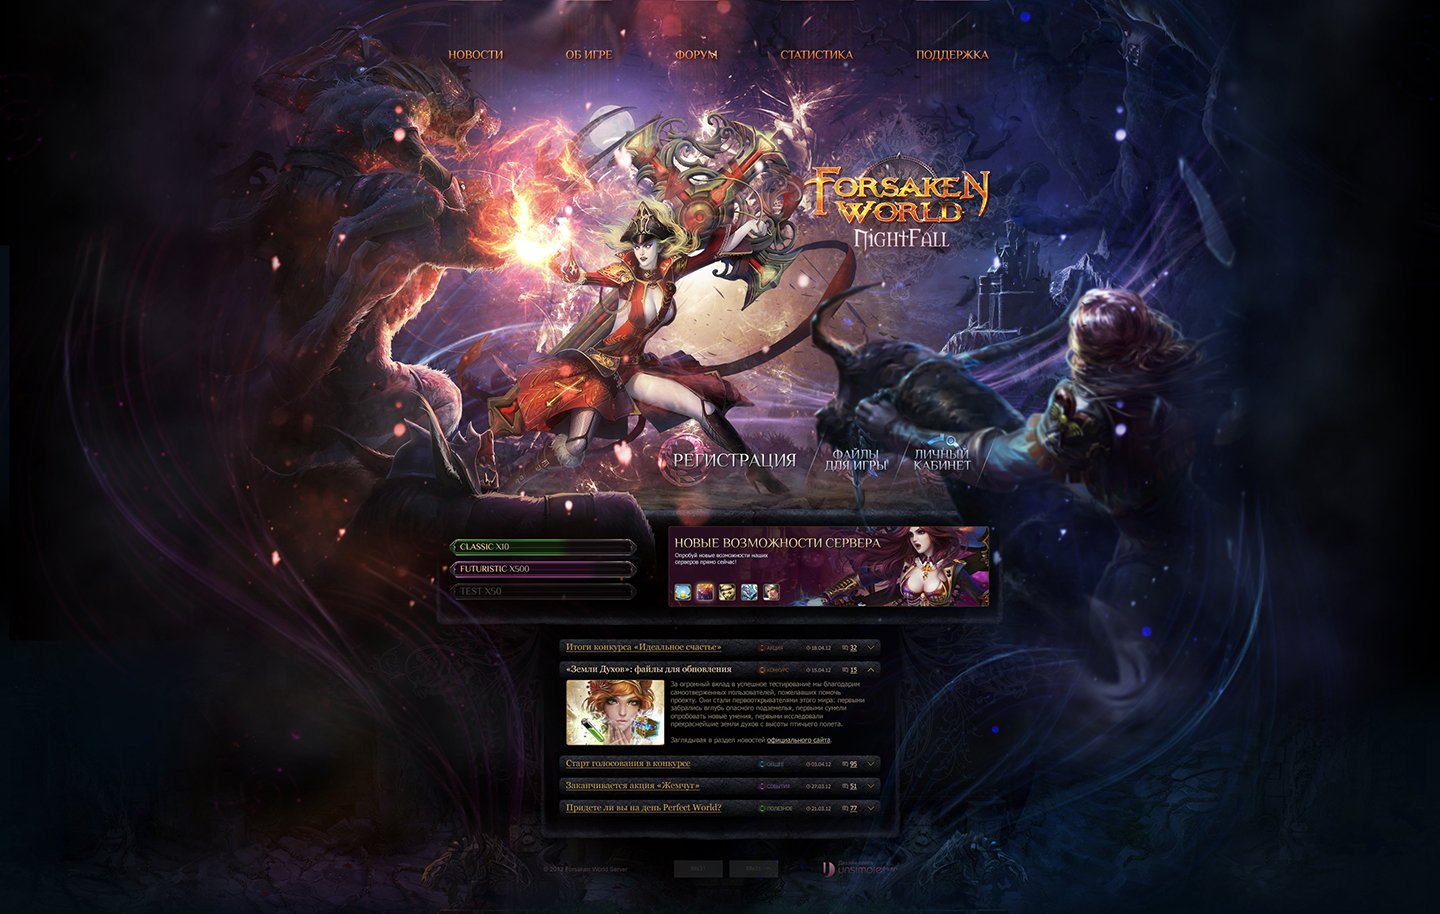 НОВОСТИ
ОБ ИГРЕ
ФОРУМ
СТАТИСТИКА
ПОДДЕРЖКА
FORSAKEN
WORLD
NIGHTFALL
РЕГИСТРАЦИЯ
ФАЙЛЫ
ДЛЯ ИГРЫ
ЛИЧНЫЙ
КАБИНЕТ
CLASSIC X10
FUTURISTIC X500
TEST X50
НОВЫЕ ВОЗМОЖНОСТИ СЕРВЕРА
Опробуй новые возможности наших
серверов прямо сейчас!
Итоги конкурса «Идеальное счастье» АКЦИЯ 18.04.12 32
«Земли Духов»: файлы для обновления КОНКУРС 15.04.12 15
За огромный вклад в успешное тестирование мы благодарим
самоотверженных пользователей, пожелавших помочь
проекту. Они стали первооткрывателями этого мира: первыми
забрались вглубь опасного подземелья, первыми сумели
опробовать новые умения, первыми исследовали
прекраснейшие земли духов с высоты птичьего полета.
Заглядывая в раздел новостей официального сайта.
Старт голосования в конкурсе ОБЩЕЕ 03.04.12 95
Заканчивается акция «Жемчуг» СОБЫТИЯ 27.03.12 51
Придете ли вы на день Perfect World? ПОЛЕЗНОЕ 21.03.12 77
© 2012 Forsaken World Server
88x31
88x31